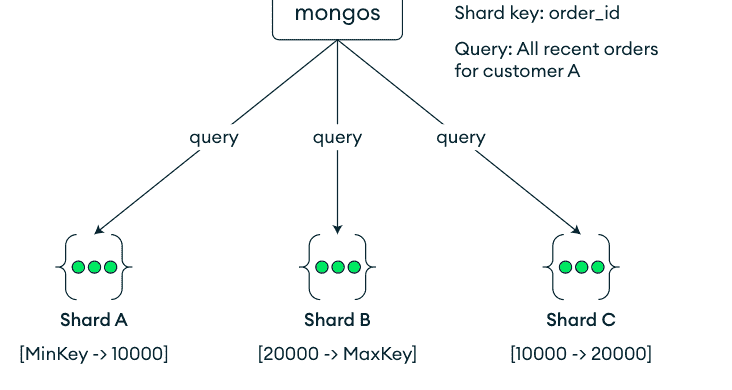 mongos
Shard key: order_id
Query: All recent orders
for customer A
query
query
query
Shard A
Shard B
Shard C
[MinKey -> 10000]
[20000 -> MaxKey]
[10000 -> 20000]